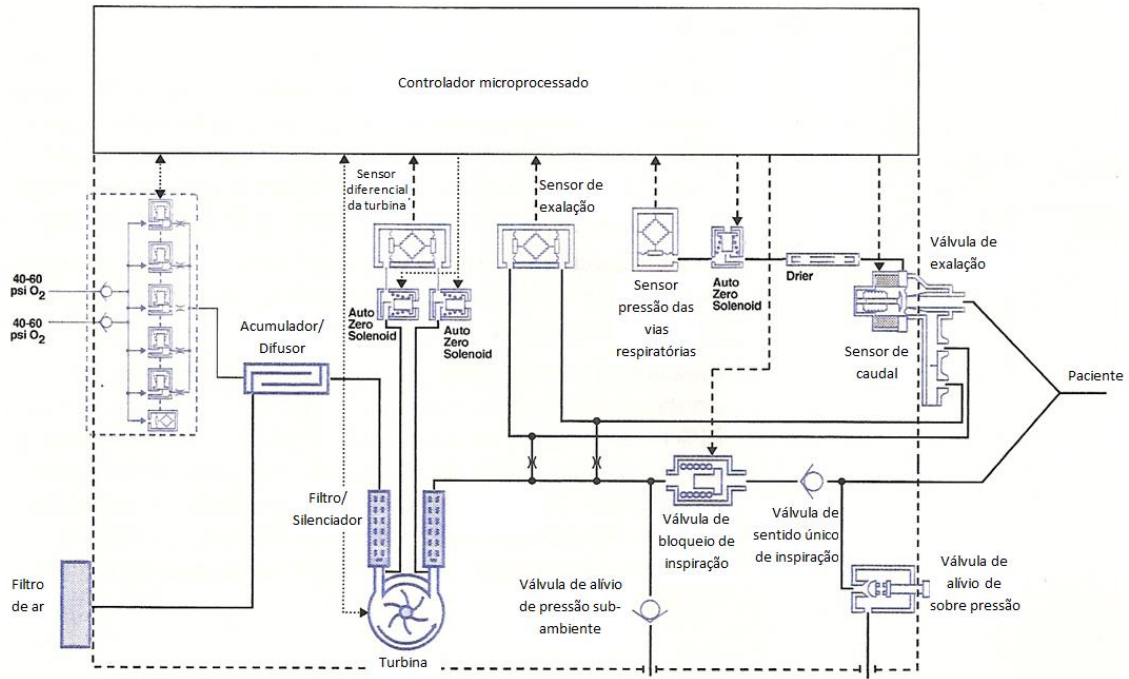 Controlador microprocessado
Sensor
diferencial
da turbina
Sensor de
exalação
40-60
psi O2
40-60
psi O2
Acumulador/
Difusor
Auto
Zero
Solenoid
Auto
Zero
Solenoid
Sensor
pressão das
vias
respiratórias
Auto
Zero
Solenoid
Drier
Válvula de
exalação
Sensor de
caudal
Paciente
Filtro/
Silenciador
Válvula de
bloqueio de
inspiração
Válvula de
sentido único
de inspiração
Filtro
de ar
Turbina
Válvula de alívio
de pressão sub-
ambiente
Válvula de
alívio de
sobre pressão